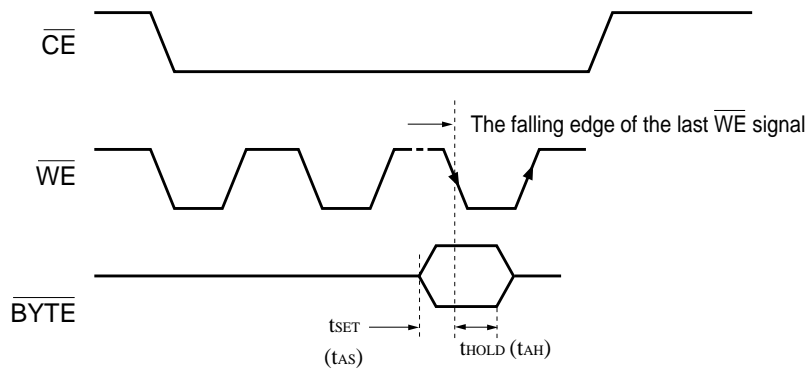 CE
The falling edge of the last WE signal
WE
BYTE
tSET
(tAS)
tHOLD (tAH)